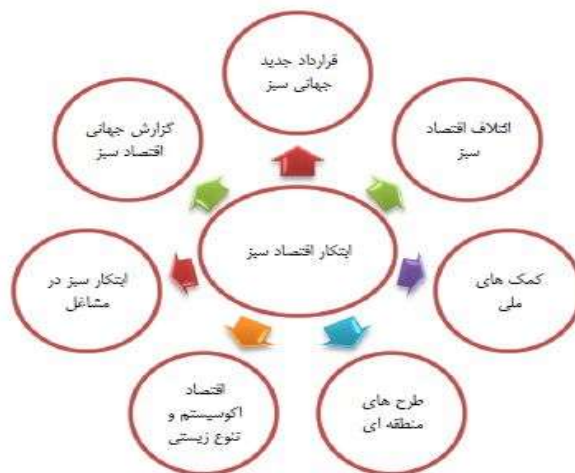 قرارداد جدید
جهانی سبز
ائتلاف اقتصاد
سبز
گزارش جهانی
اقتصاد سبز
ابتکار اقتصاد سبز
کمک های
ملی
ابتکار سبز در
مشاغل
طرح های
منطقه ای
اقتصاد
اکوسیستم و
تنوع زیستی